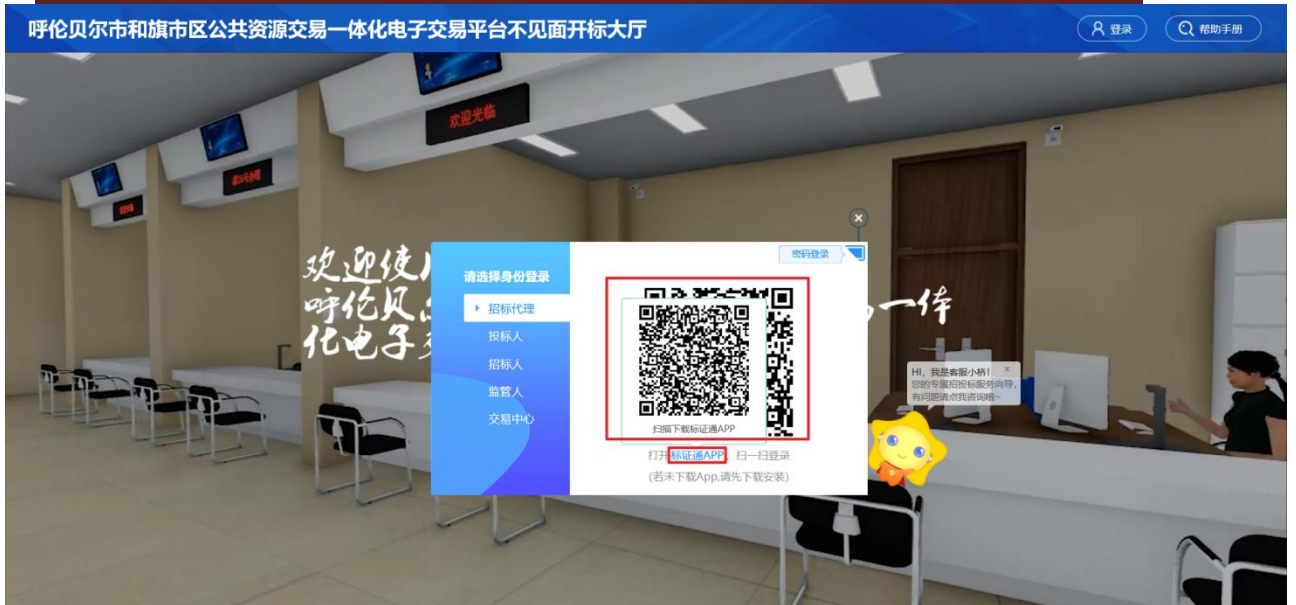 呼伦贝尔市和旗市区公共资源交易一体化电子交易平台不见面开标大厅
登录
帮助手册
欢迎光临
欢迎使
呼伦贝
一体
化电子
密码登录
请选择身份登录
招标代理
投标人
招标人
监管人
交易中心
扫描下载标证通APP
打开标证通APP，扫一扫登录
(若未下载App,请先下载安装)
HI，我是客服小桥！ ×
您的专属招投标服务向导，
有问题请点我咨询哦~